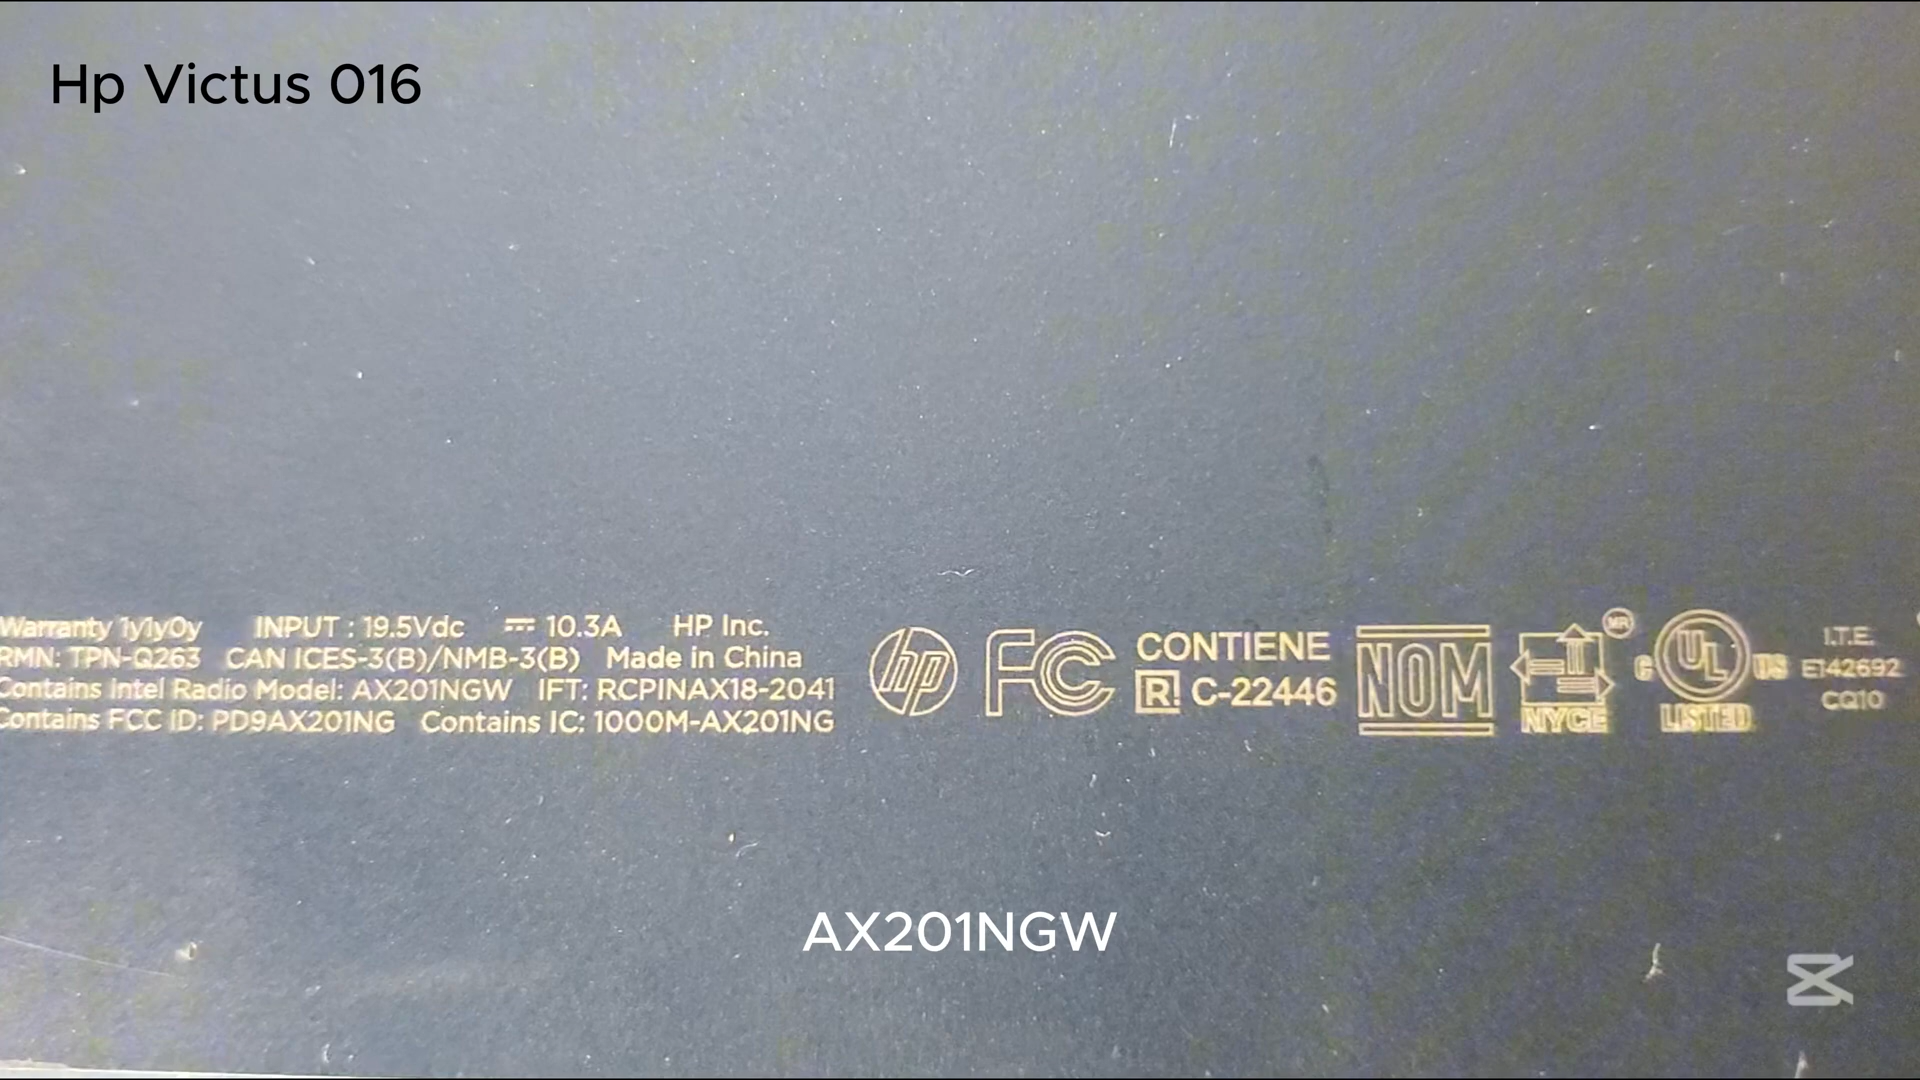 Hp Victus 016
Warranty 1y1y0y INPUT : 19.5Vdc ⎓ 10.3A HP Inc.
RMN: TPN-Q263 CAN ICES-3(B)/NMB-3(B) Made in China
Contains Intel Radio Model: AX201NGW IFT: RCPINAX18-2041
Contains FCC ID: PD9AX201NG Contains IC: 1000M-AX201NG
hp
FC
CONTIENE
R! C-22446
NOM
MR
NYCE
C UL US
LISTED
I.T.E.
E142692
CQ10
AX201NGW